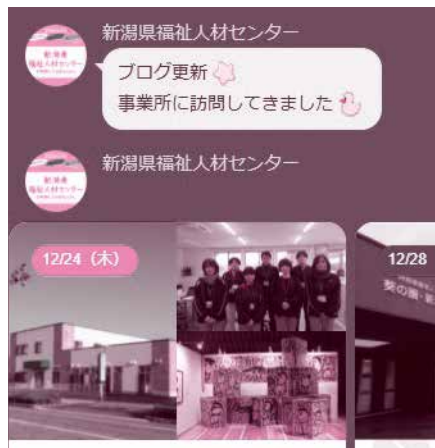 新潟県福祉人材センター
ブログ更新
事業所に訪問してきました
新潟県福祉人材センター
12/24（木）
12/28